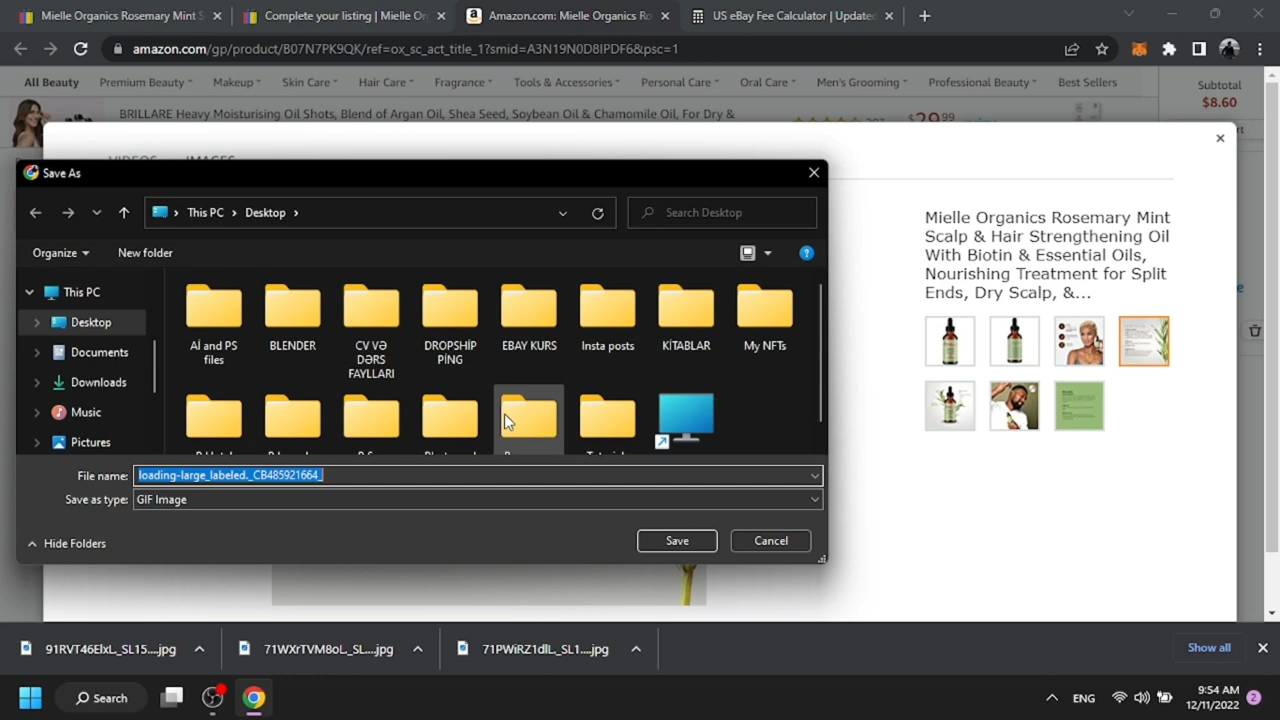 Mielle Organics Rosemary Mint S
Complete your listing | Mielle Or
Amazon.com: Mielle Organics Ro
US eBay Fee Calculator | Updated
amazon.com/gp/product/B07N7PK9QK/ref=ox_sc_act_title_1?smid=A3N19N0D8IPDF6&psc=1
All Beauty
Premium Beauty
Makeup
Skin Care
Hair Care
Fragrance
Tools & Accessories
Personal Care
Oral Care
Men's Grooming
Professional Beauty
Best Sellers
Subtotal
$8.60
BRILLARE Heavy Moisturising Oil Shots, Blend of Argan Oil, Shea Seed, Soybean Oil & Chamomile Oil, For Dry &
$29.99
VIDEOS
IMAGES
Save As
This PC
Desktop
Search Desktop
Organize
New folder
This PC
Desktop
Documents
Downloads
Music
Pictures
Aİ and PS
files
BLENDER
CV VƏ
DƏRS
FAYLLARI
DROPSHİP
PİNG
EBAY KURS
Insta posts
KİTABLAR
My NFTs
File name:
loading-large_labeled._CB485921664_
Save as type:
GIF Image
Hide Folders
Save
Cancel
Mielle Organics Rosemary Mint
Scalp & Hair Strengthening Oil
With Biotin & Essential Oils,
Nourishing Treatment for Split
Ends, Dry Scalp, &...
91RVT46ElxL._SL15....jpg
71WXrTVM8oL._SL....jpg
71PWiRZ1dlL._SL1....jpg
Show all
Search
ENG
9:54 AM
12/11/2022
2